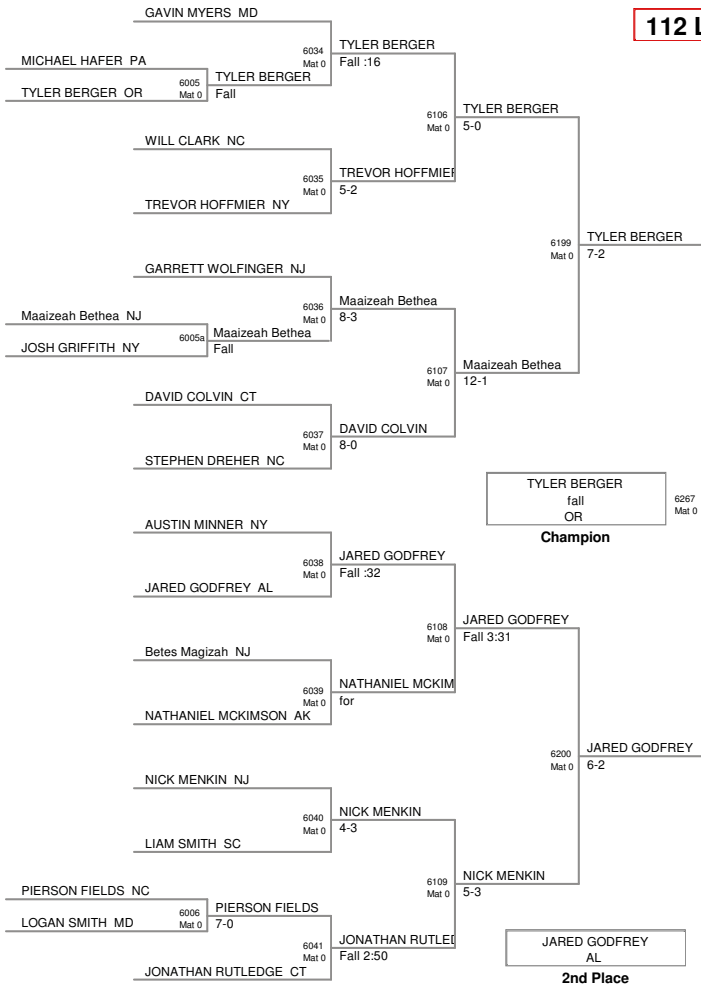 GAVIN MYERS MD
112 L
6034
Mat 0
TYLER BERGER
Fall :16
MICHAEL HAFER PA
6005
Mat 0
TYLER BERGER
Fall
TYLER BERGER OR
6106
Mat 0
TYLER BERGER
5-0
WILL CLARK NC
6035
Mat 0
TREVOR HOFFMIER
5-2
TREVOR HOFFMIER NY
6199
Mat 0
TYLER BERGER
7-2
GARRETT WOLFINGER NJ
6036
Mat 0
Maaizeah Bethea
8-3
Maaizeah Bethea NJ
6005a
Maaizeah Bethea
Fall
JOSH GRIFFITH NY
6107
Mat 0
Maaizeah Bethea
12-1
DAVID COLVIN CT
6037
Mat 0
DAVID COLVIN
8-0
STEPHEN DREHER NC
TYLER BERGER
fall
OR
6267
Mat 0
Champion
AUSTIN MINNER NY
6038
Mat 0
JARED GODFREY
Fall :32
JARED GODFREY AL
6108
Mat 0
JARED GODFREY
Fall 3:31
Betes Magizah NJ
6039
Mat 0
NATHANIEL MCKIM
for
NATHANIEL MCKIMSON AK
6200
Mat 0
JARED GODFREY
6-2
NICK MENKIN NJ
6040
Mat 0
NICK MENKIN
4-3
LIAM SMITH SC
6109
Mat 0
NICK MENKIN
5-3
PIERSON FIELDS NC
6006
Mat 0
PIERSON FIELDS
7-0
LOGAN SMITH MD
6041
Mat 0
JONATHAN RUTLED
Fall 2:50
JONATHAN RUTLEDGE CT
JARED GODFREY
AL
2nd Place